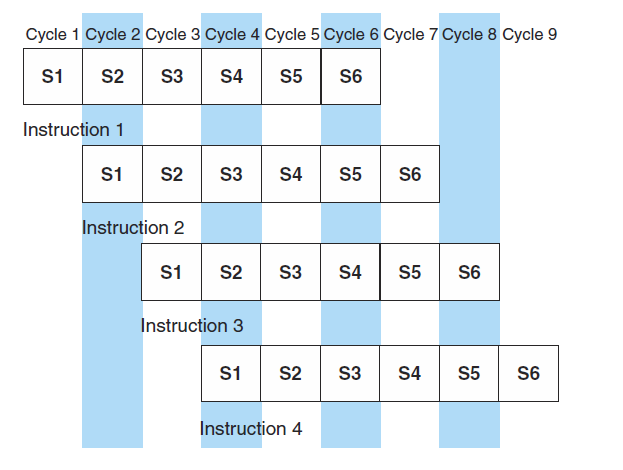 Cycle 1 Cycle 2 Cycle 3 Cycle 4 Cycle 5 Cycle 6 Cycle 7 Cycle 8 Cycle 9
S1 S2 S3 S4 S5 S6
Instruction 1
S1 S2 S3 S4 S5 S6
Instruction 2
S1 S2 S3 S4 S5 S6
Instruction 3
S1 S2 S3 S4 S5 S6
Instruction 4